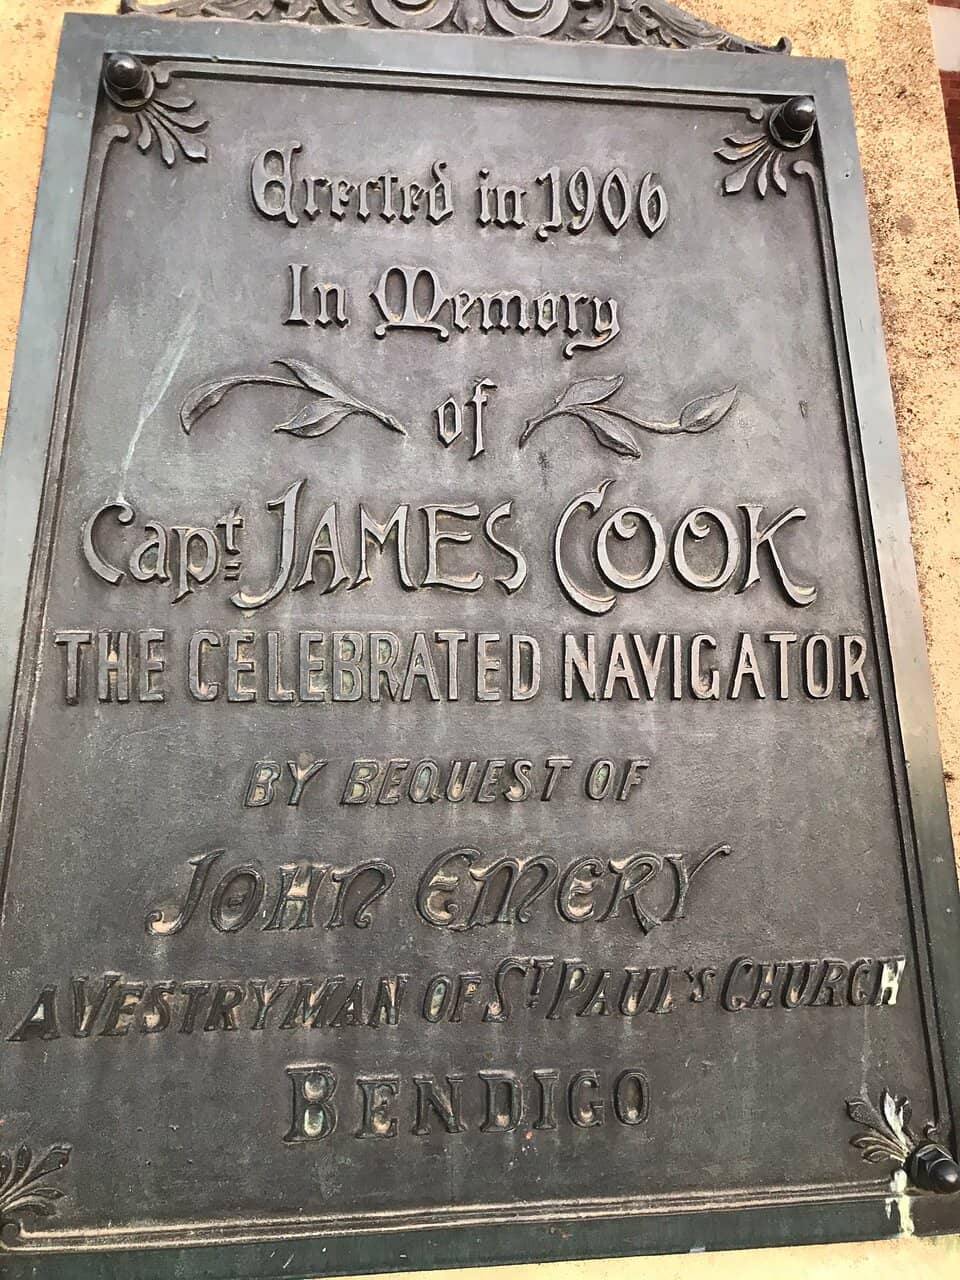 Erected in 1906
In Memory
of
Capt. JAMES COOK
THE CELEBRATED NAVIGATOR
BY BEQUEST OF
JOHN EMERY
A VESTRYMAN OF ST PAUL'S CHURCH
BENDIGO